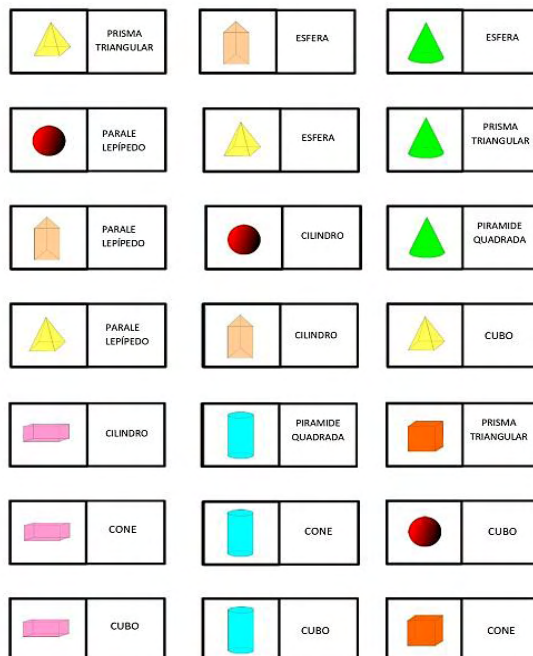 PRISMA
TRIANGULAR
ESFERA
ESFERA
PARALE
LEPÍPEDO
ESFERA
PRISMA
TRIANGULAR
PARALE
LEPÍPEDO
CILINDRO
PIRAMIDE
QUADRADA
PARALE
LEPÍPEDO
CILINDRO
CUBO
CILINDRO
PIRAMIDE
QUADRADA
PRISMA
TRIANGULAR
CONE
CONE
CUBO
CUBO
CUBO
CONE